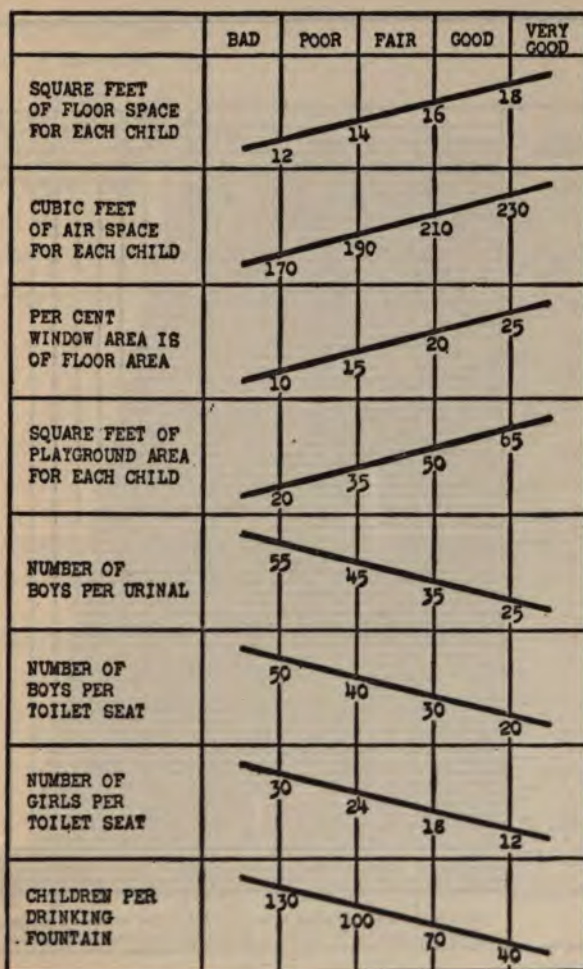 BAD POOR FAIR GOOD VERY GOOD
SQUARE FEET
OF FLOOR SPACE
FOR EACH CHILD
12 14 16 18
CUBIC FEET
OF AIR SPACE
FOR EACH CHILD
170 190 210 230
PER CENT
WINDOW AREA IS
OF FLOOR AREA
10 15 20 25
SQUARE FEET OF
PLAYGROUND AREA
FOR EACH CHILD
20 35 50 65
NUMBER OF
BOYS PER URINAL
55 45 35 25
NUMBER OF
BOYS PER
TOILET SEAT
50 40 30 20
NUMBER OF
GIRLS PER
TOILET SEAT
30 24 18 12
CHILDREN PER
DRINKING
FOUNTAIN
130 100 70 40